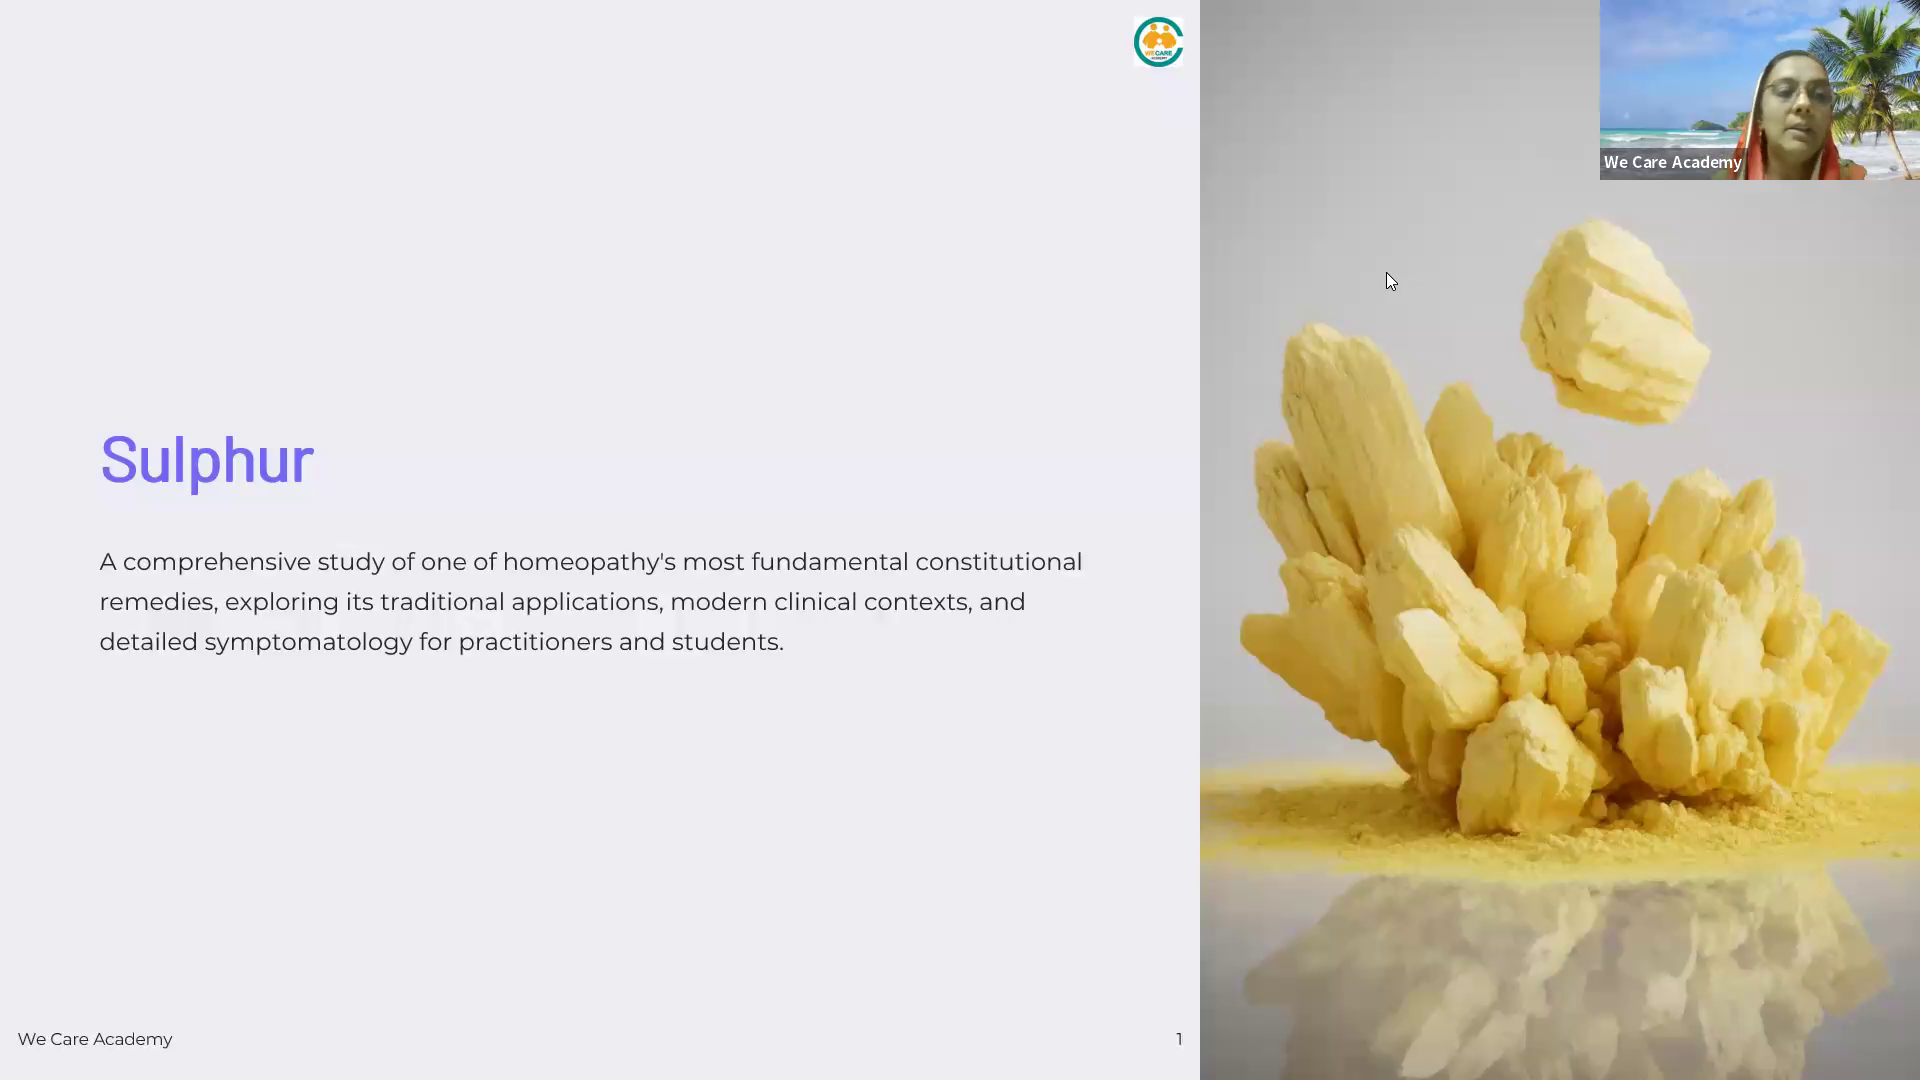 WE CARE
ACADEMY
We Care Academy
Sulphur
A comprehensive study of one of homeopathy's most fundamental constitutional
remedies, exploring its traditional applications, modern clinical contexts, and
detailed symptomatology for practitioners and students.
We Care Academy
1